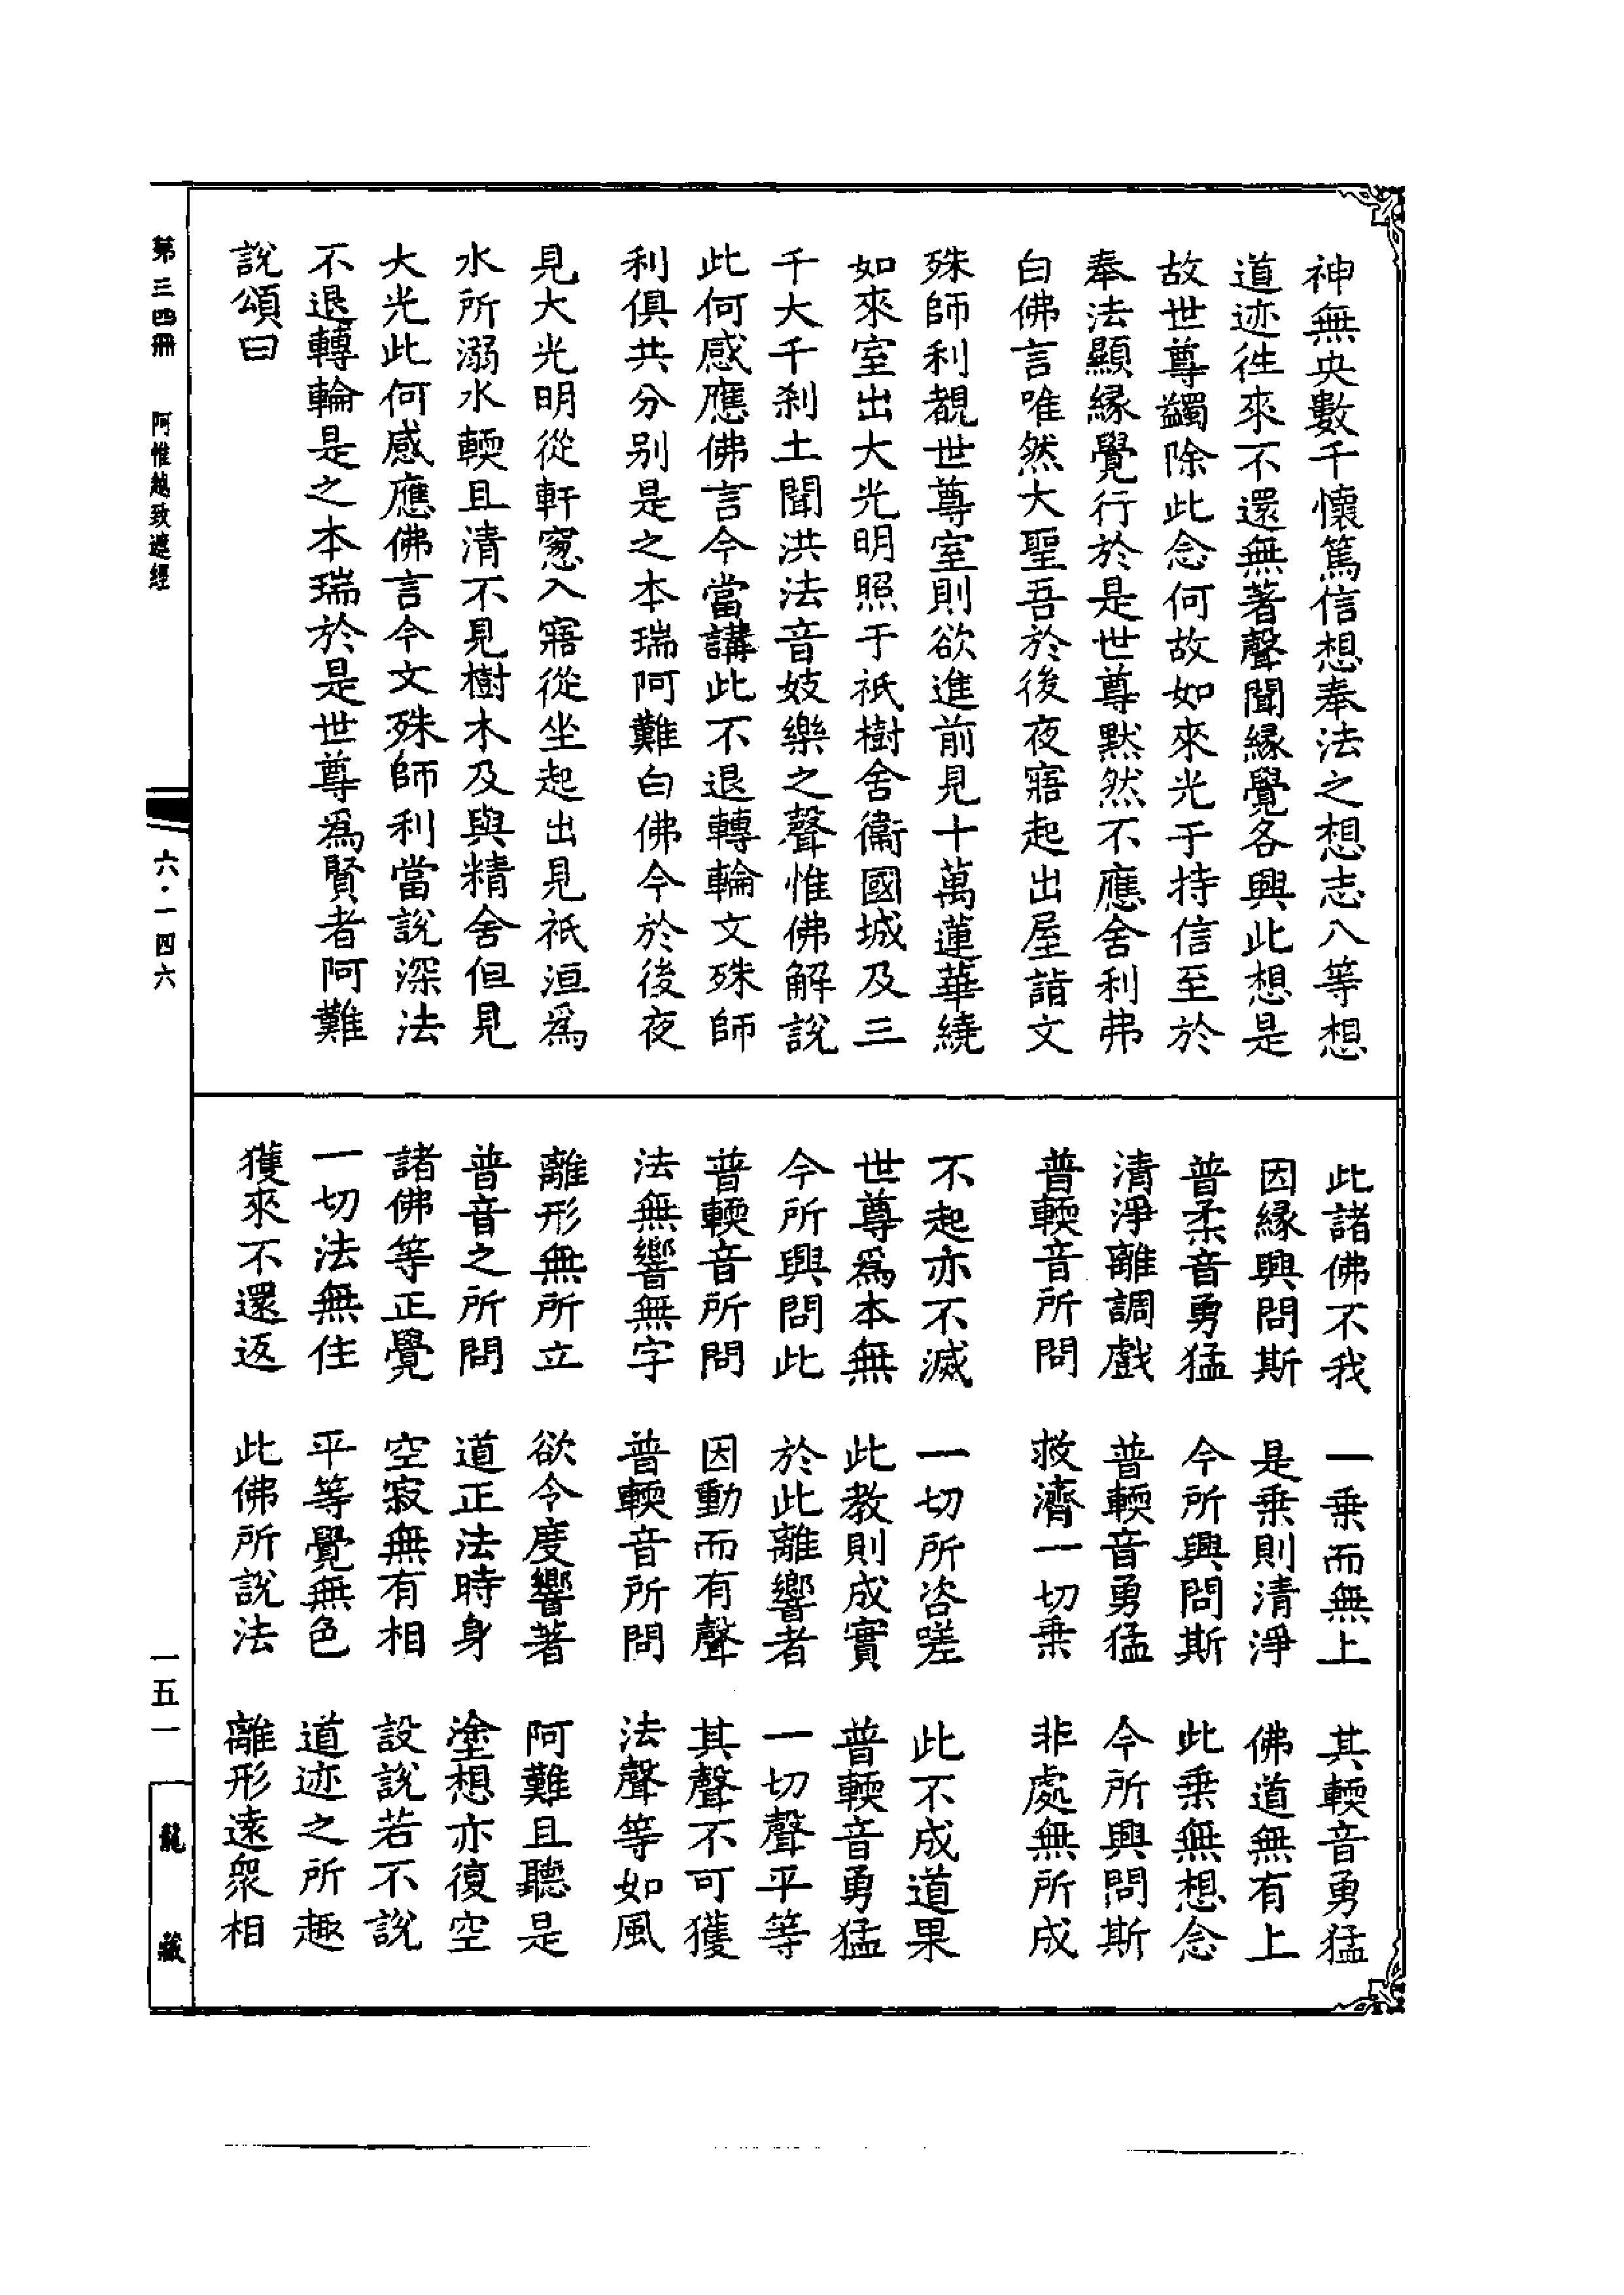 神無央數千懷篤信想奉法之想志八等想
道迹徃來不還無著聲聞緣覺各興此想是
故世尊蠲除此念何故如來光于持信至於
奉法顯緣覺行於是世尊默然不應舍利弗
白佛言唯然大聖吾於後夜寤起出屋詣文
殊師利覩世尊室則欲進前見十萬蓮華繞
如來室出大光明照于祇樹舍衞國城及三
千大千刹土聞洪法音妓樂之聲惟佛解說
此何感應佛言今當講此不退轉輪文殊師
利俱共分別是之本瑞阿難白佛今於後夜
見大光明從軒窻入寤從坐起出見祇洹爲
水所溺水輭且清不見樹木及與精舍但見
大光此何感應佛言今文殊師利當說深法
不退轉輪是之本瑞於是世尊爲賢者阿難
說頌曰
此諸佛不我　一乗而無上　其輭音勇猛
因緣興問斯　是乗則清淨　佛道無有上
普柔音勇猛　今所興問斯　此乗無想念
清淨離調戲　普輭音勇猛　今所興問斯
普輭音所問　救濟一切乗　非處無所成
不起亦不滅　一切所咨嗟　此不成道果
世尊爲本無　此教則成實　普輭音勇猛
今所興問此　於此離響者　一切聲平等
普輭音所問　因動而有聲　其聲不可獲
法無響無字　普輭音所問　法聲等如風
離形無所立　欲令度響著　阿難且聽是
普音之所問　道正法時身　塗想亦復空
諸佛等正覺　空寂無有相　設說若不說
一切法無住　平等覺無色　道迹之所趣
獲來不還返　此佛所說法　離形遠衆相
第三四冊　阿惟越致遮經
六·一四六
一五一
龍藏